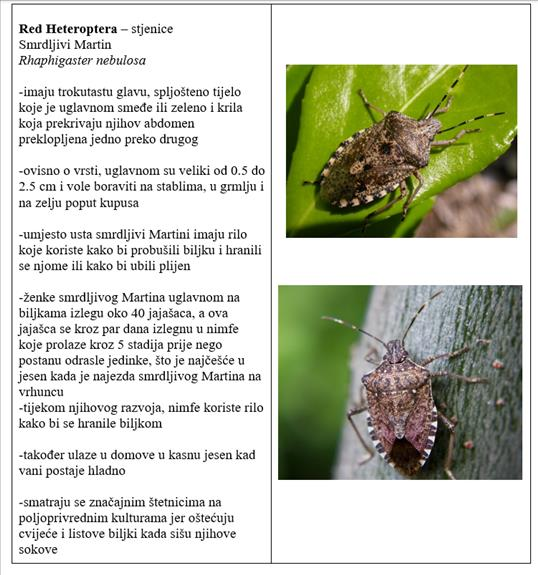 Red Heteroptera – stjenice
Smrdljivi Martin
Rhaphigaster nebulosa
-imaju trokutastu glavu, spljošteno tijelo
koje je uglavnom smeđe ili zeleno i krila
koja prekrivaju njihov abdomen
preklopljena jedno preko drugog
-ovisno o vrsti, uglavnom su veliki od 0.5 do
2.5 cm i vole boraviti na stablima, u grmlju i
na zelju poput kupusa
-umjesto usta smrdljivi Martini imaju rilo
koje koriste kako bi probušili biljku i hranili
se njome ili kako bi ubili plijen
-ženke smrdljivog Martina uglavnom na
biljkama izlegu oko 40 jajašaca, a ova
jajašca se kroz par dana izlegnu u nimfe
koje prolaze kroz 5 stadija prije nego
postanu odrasle jedinke, što je najčešće u
jesen kada je najezda smrdljivog Martina na
vrhuncu
-tijekom njihovog razvoja, nimfe koriste rilo
kako bi se hranile biljkom
-također ulaze u domove u kasnu jesen kad
vani postaje hladno
-smatraju se značajnim štetnicima na
poljoprivrednim kulturama jer oštećuju
cvijeće i listove biljki kada sišu njihove
sokove